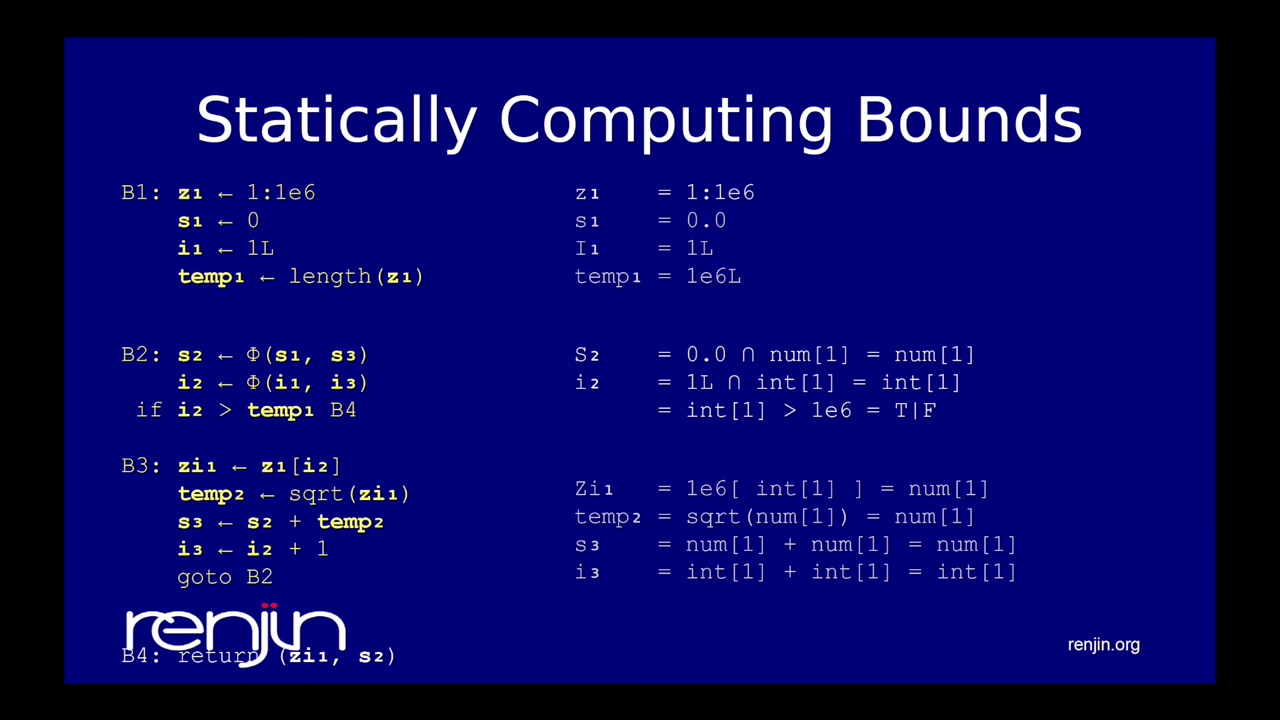 Statically Computing Bounds
B1: z₁ ← 1:1e6
s₁ ← 0
i₁ ← 1L
temp₁ ← length(z₁)
z₁ = 1:1e6
s₁ = 0.0
I₁ = 1L
temp₁ = 1e6L
B2: s₂ ← Φ(s₁, s₃)
i₂ ← Φ(i₁, i₃)
if i₂ > temp₁ B4
S₂ = 0.0 ∩ num[1] = num[1]
i₂ = 1L ∩ int[1] = int[1]
= int[1] > 1e6 = T|F
B3: zi₁ ← z₁[i₂]
temp₂ ← sqrt(zi₁)
s₃ ← s₂ + temp₂
i₃ ← i₂ + 1
goto B2
Zi₁ = 1e6[ int[1] ] = num[1]
temp₂ = sqrt(num[1]) = num[1]
s₃ = num[1] + num[1] = num[1]
i₃ = int[1] + int[1] = int[1]
renjin
B4: return (zi₁, s₂)
renjin.org